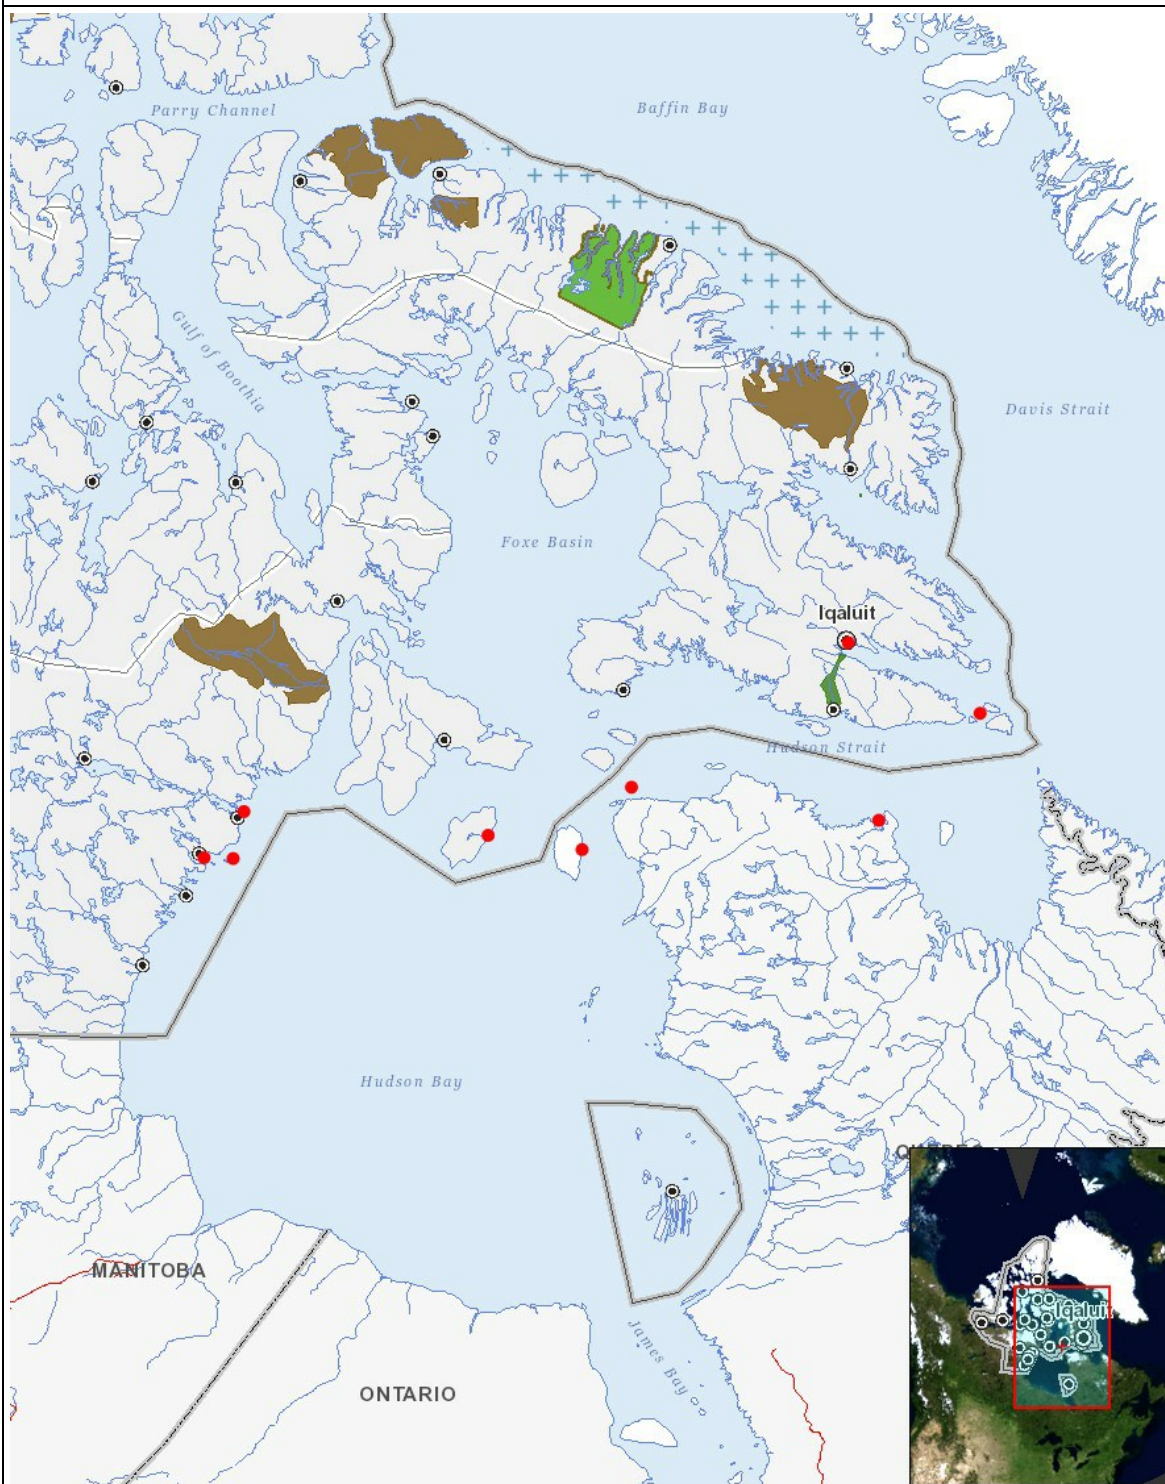 Parry Channel
Baffin Bay
Gulf of Boothia
Davis Strait
Foxe Basin
Iqaluit
Hudson Strait
Hudson Bay
MANITOBA
Iqaluit
James Bay
ONTARIO